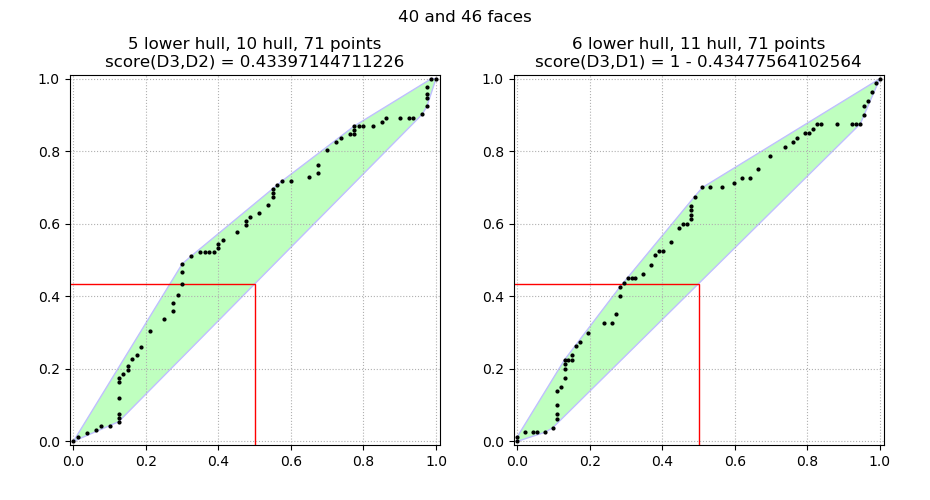 40 and 46 faces
5 lower hull, 10 hull, 71 points
score(D3,D2) = 0.43397144711226
1.0
0.8
0.6
0.4
0.2
0.0
0.0 0.2 0.4 0.6 0.8 1.0
6 lower hull, 11 hull, 71 points
score(D3,D1) = 1 - 0.43477564102564
1.0
0.8
0.6
0.4
0.2
0.0
0.0 0.2 0.4 0.6 0.8 1.0